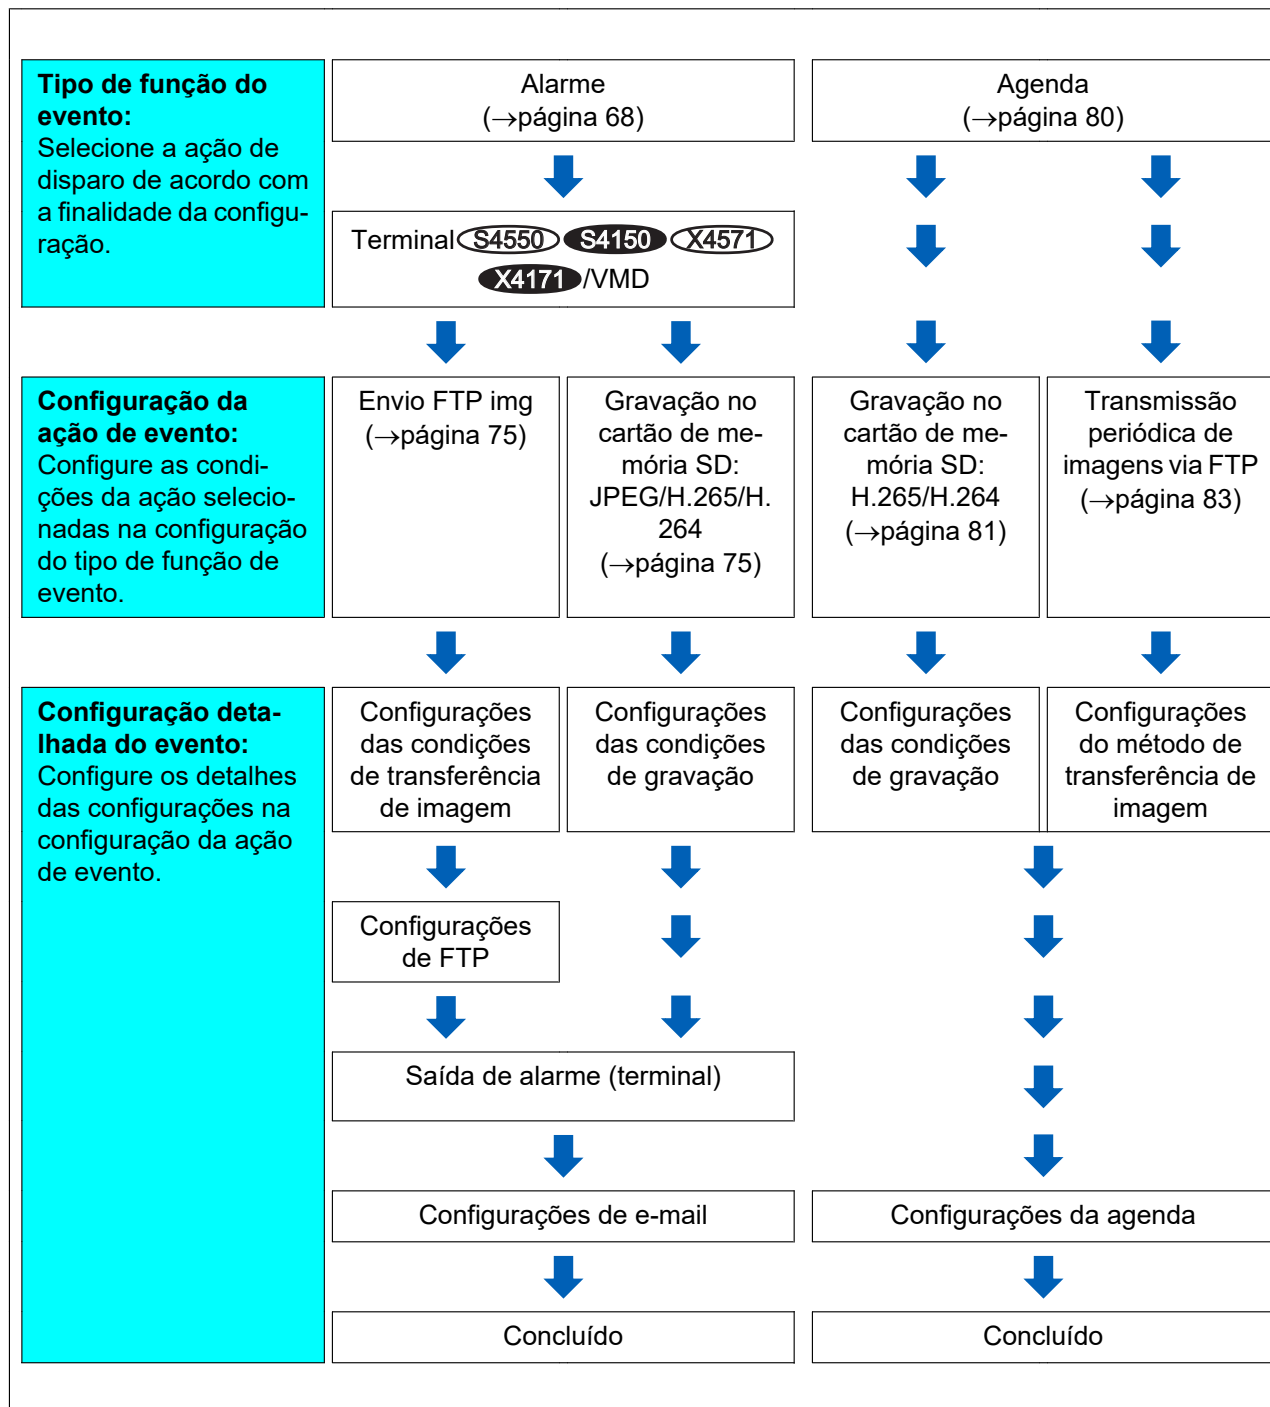 Tipo de função do
evento:
Selecione a ação de
disparo de acordo com
a finalidade da configu-
ração.
Alarme
(→página 68)
Agenda
(→página 80)
Terminal S4550 S4150 X4571
X4171 /VMD
Configuração da
ação de evento:
Configure as condi-
ções da ação selecio-
nadas na configuração
do tipo de função de
evento.
Envio FTP img
(→página 75)
Gravação no
cartão de me-
mória SD:
JPEG/H.265/H.
264
(→página 75)
Gravação no
cartão de me-
mória SD:
H.265/H.264
(→página 81)
Transmissão
periódica de
imagens via FTP
(→página 83)
Configuração deta-
lhada do evento:
Configure os detalhes
das configurações na
configuração da ação
de evento.
Configurações
das condições
de transferência
de imagem
Configurações
das condições
de gravação
Configurações
das condições
de gravação
Configurações
do método de
transferência de
imagem
Configurações
de FTP
Saída de alarme (terminal)
Configurações de e-mail
Configurações da agenda
Concluído
Concluído